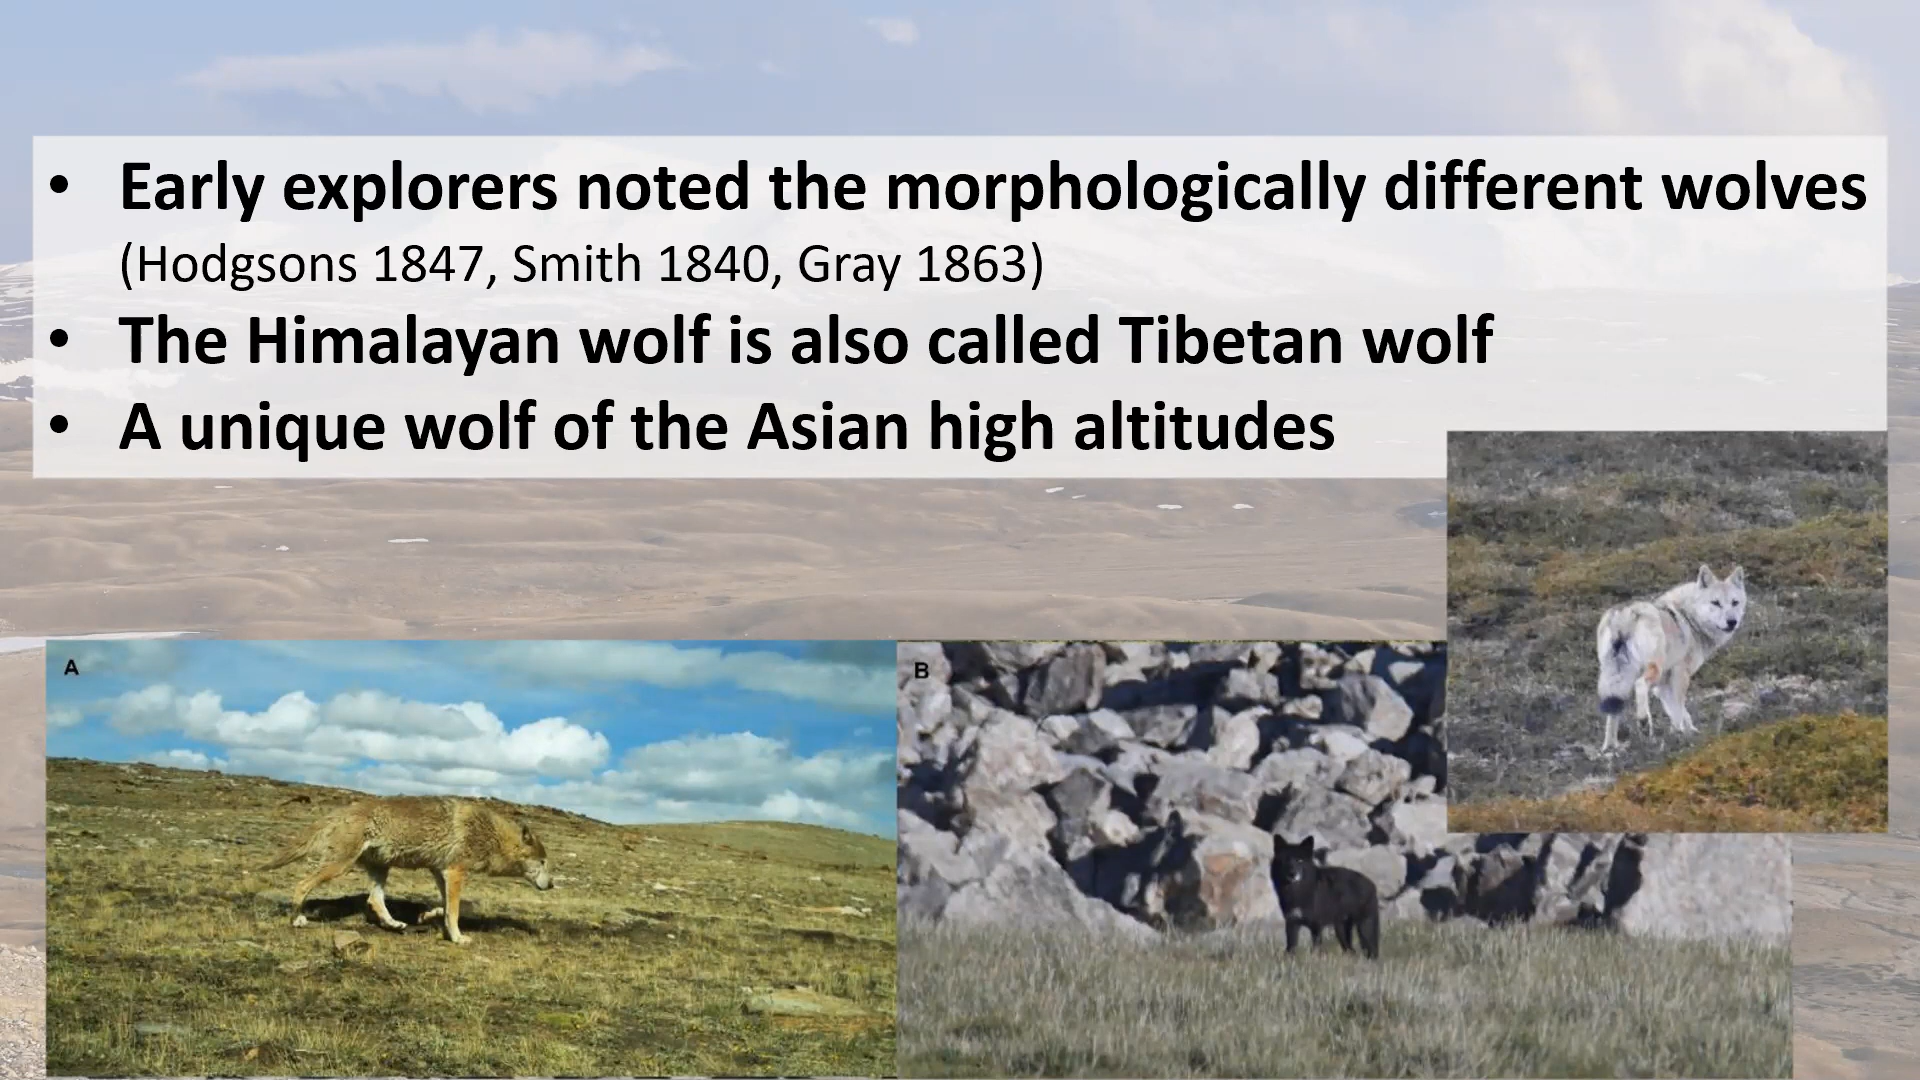 • Early explorers noted the morphologically different wolves
(Hodgsons 1847, Smith 1840, Gray 1863)
• The Himalayan wolf is also called Tibetan wolf
• A unique wolf of the Asian high altitudes
A
B